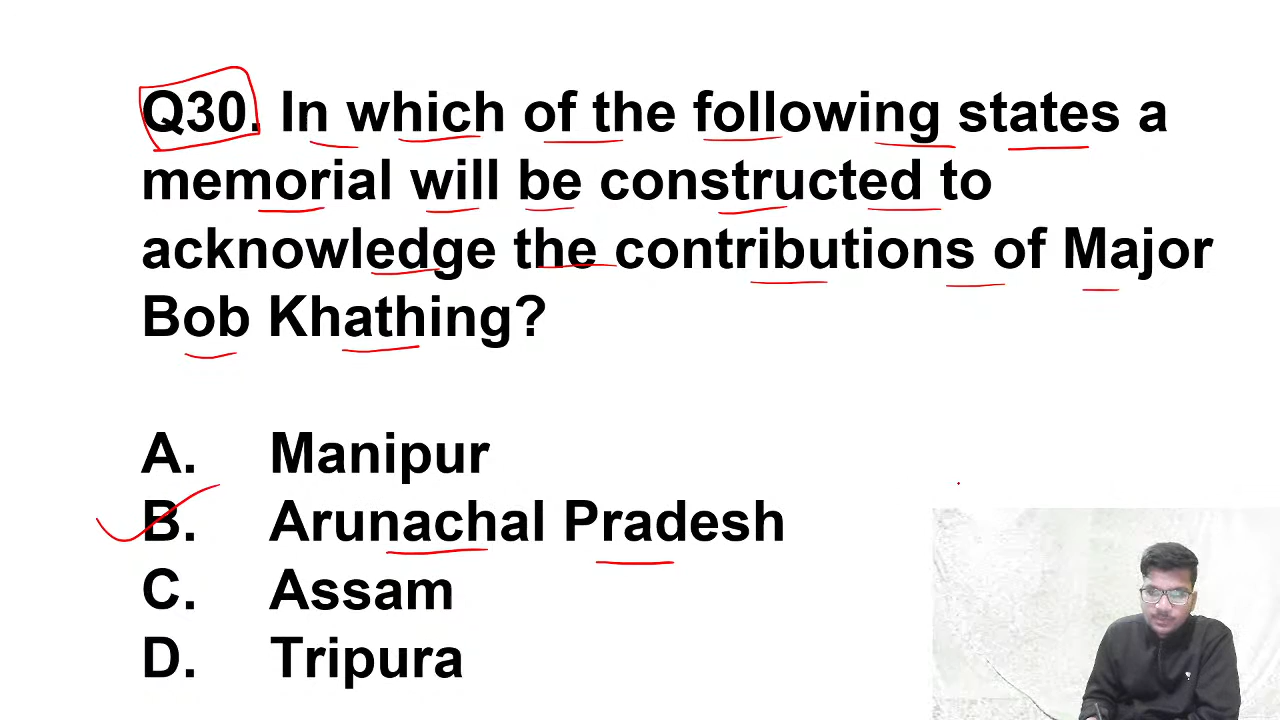 Q30. In which of the following states a
memorial will be constructed to
acknowledge the contributions of Major
Bob Khathing?
A. Manipur
B. Arunachal Pradesh
C. Assam
D. Tripura